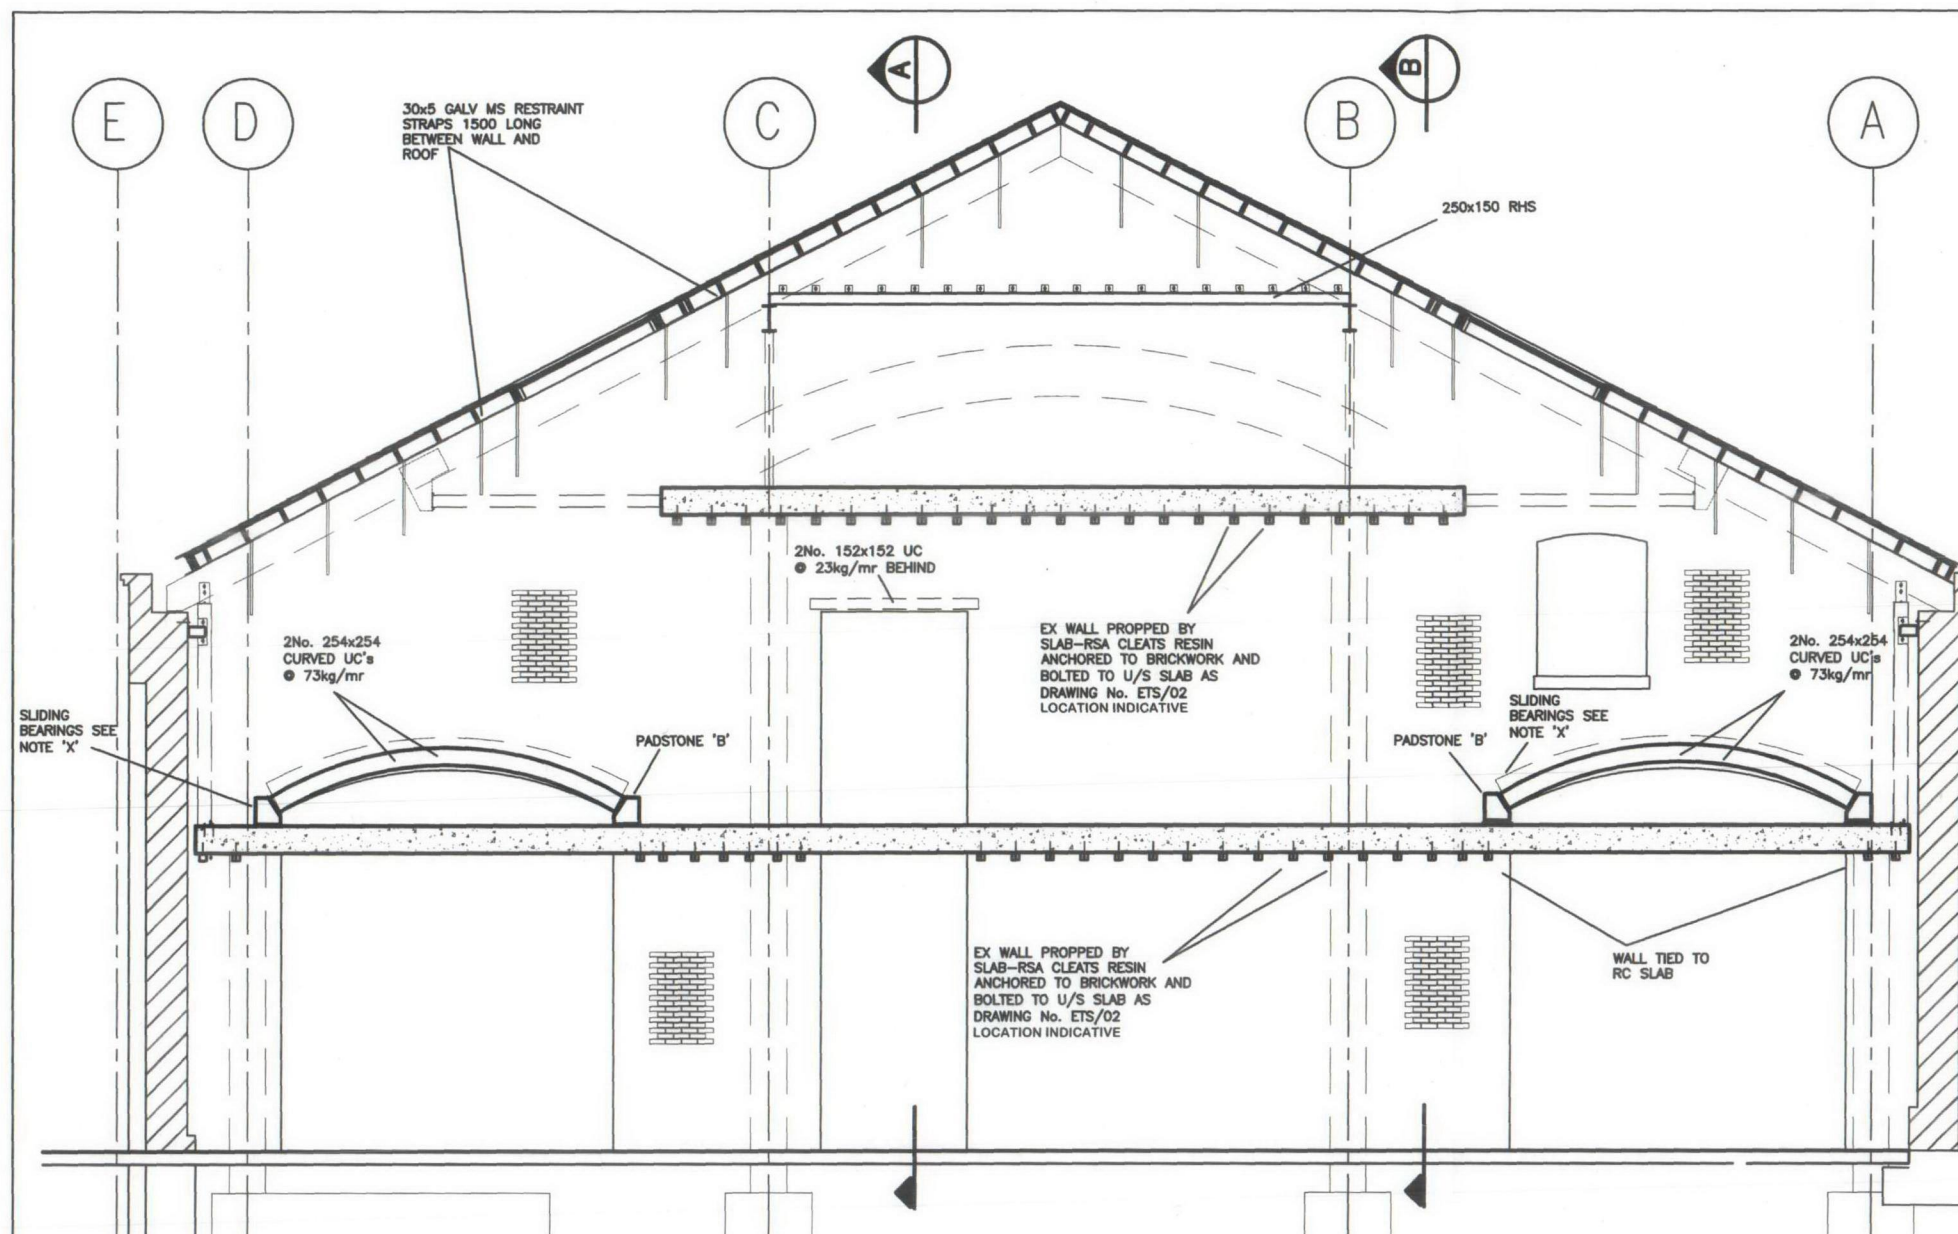 A
B
E
D
C
B
A
30x5 GALV MS RESTRAINT
STRAPS 1500 LONG
BETWEEN WALL AND
ROOF
250x150 RHS
2No. 152x152 UC
@ 23kg/mr BEHIND
EX WALL PROPPED BY
SLAB-RSA CLEATS RESIN
ANCHORED TO BRICKWORK AND
BOLTED TO U/S SLAB AS
DRAWING No. ETS/02
LOCATION INDICATIVE
2No. 254x254
CURVED UC's
@ 73kg/mr
2No. 254x254
CURVED UC's
@ 73kg/mr
SLIDING
BEARINGS SEE
NOTE 'X'
PADSTONE 'B'
PADSTONE 'B'
SLIDING
BEARINGS SEE
NOTE 'X'
EX WALL PROPPED BY
SLAB-RSA CLEATS RESIN
ANCHORED TO BRICKWORK AND
BOLTED TO U/S SLAB AS
DRAWING No. ETS/02
LOCATION INDICATIVE
WALL TIED TO
RC SLAB